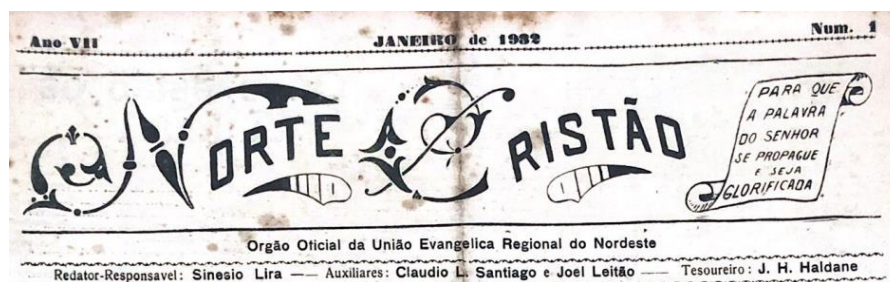 Ano VII JANEIRO de 1932 Num. 1
NORTE CRISTÃO
PARA QUE
A PALAVRA
DO SENHOR
SE PROPAGUE
E SEJA
GLORIFICADA
Orgão Oficial da União Evangelica Regional do Nordeste
Redator-Responsavel: Sinesio Lira —— Auxiliares: Claudio L. Santiago e Joel Leitão —— Tesoureiro: J. H. Haldane